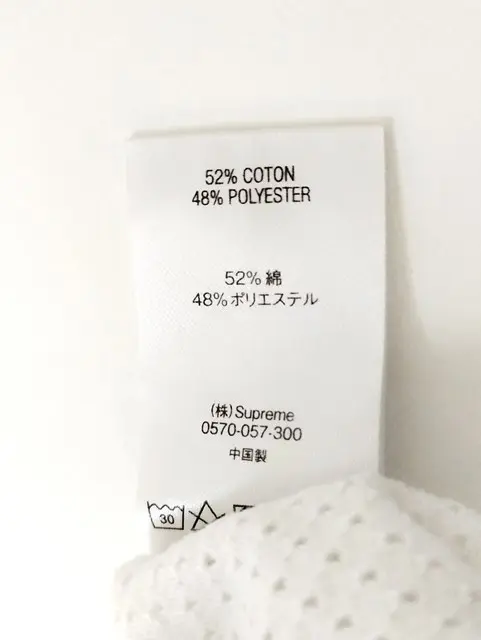 52% COTON
48% POLYESTER
52% 綿
48%ポリエステル
(株)Supreme
0570-057-300
中国製
30